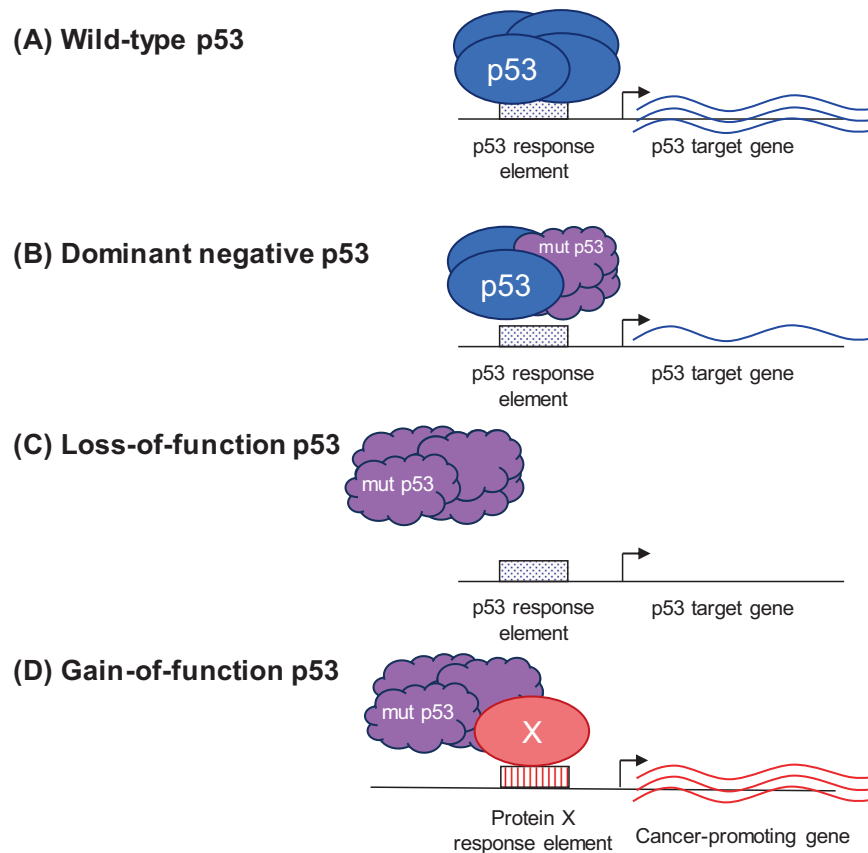 (A) Wild-type p53
p53
p53 response
element
p53 target gene
(B) Dominant negative p53
mut p53
p53
p53 response
element
p53 target gene
(C) Loss-of-function p53
mut p53
p53 response
element
p53 target gene
(D) Gain-of-function p53
mut p53
X
Protein X
response element
Cancer-promoting gene